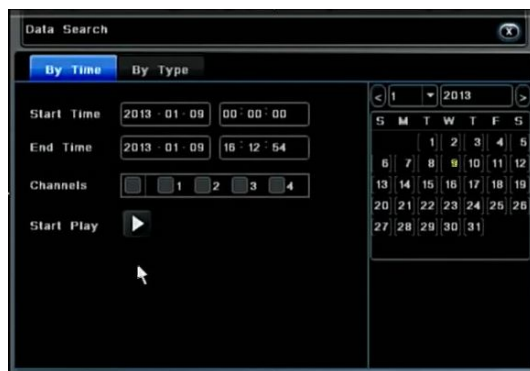 Data Search X
By Time By Type
< 1 2013 >
Start Time 2013 - 01 - 09 00 : 00 : 00
S M T W T F S
End Time 2013 - 01 - 09 16 : 12 : 54
1 2 3 4 5
6 7 8 9 10 11 12
Channels 1 2 3 4
13 14 15 16 17 18 19
20 21 22 23 24 25 26
Start Play
27 28 29 30 31